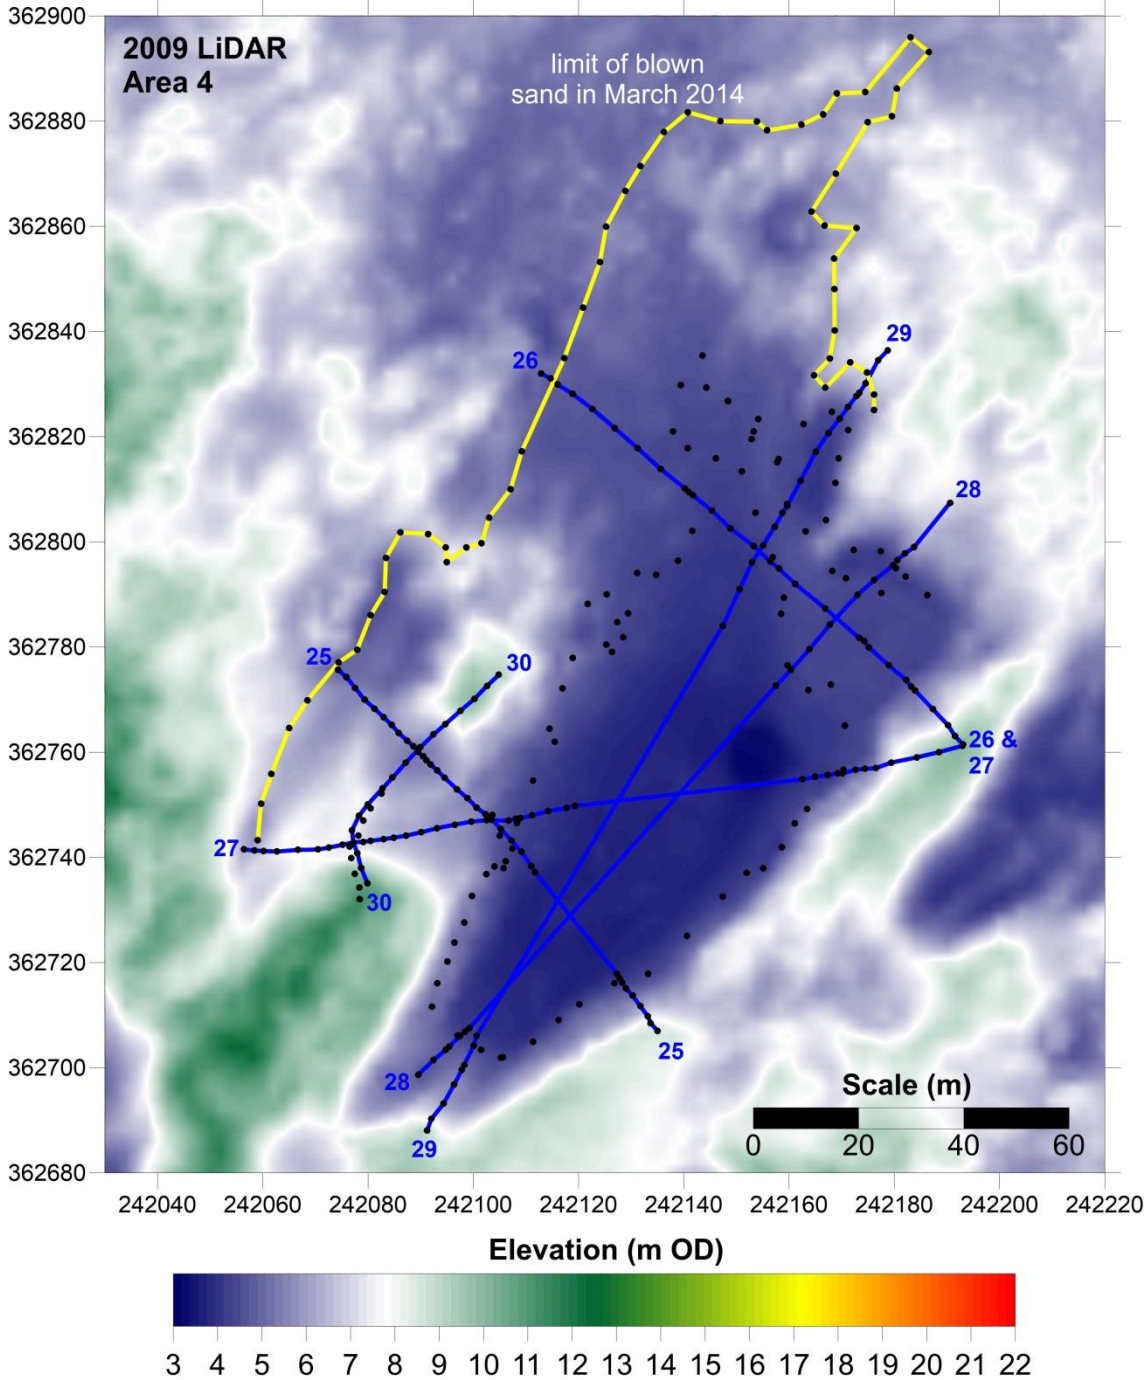 362900
2009 LiDAR
Area 4
limit of blown
sand in March 2014
362880
362860
362840
29
26
362820
28
362800
362780
25
30
362760
26 &
27
27
362740
30
362720
25
362700
28
Scale (m)
29
0 20 40 60
362680
242040 242060 242080 242100 242120 242140 242160 242180 242200 242220
Elevation (m OD)
3 4 5 6 7 8 9 10 11 12 13 14 15 16 17 18 19 20 21 22